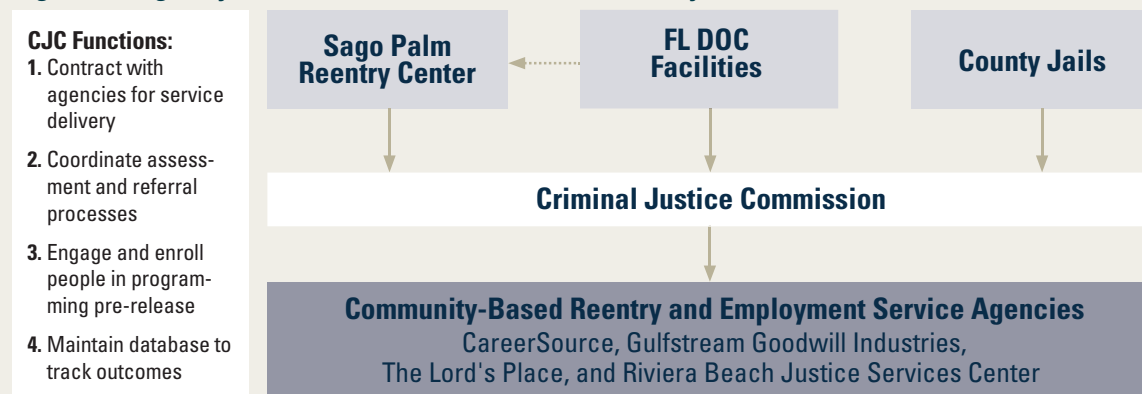 CJC Functions:
1. Contract with
agencies for service
delivery
2. Coordinate assess-
ment and referral
processes
3. Engage and enroll
people in program-
ming pre-release
4. Maintain database to
track outcomes
Sago Palm
Reentry Center
FL DOC
Facilities
County Jails
Criminal Justice Commission
Community-Based Reentry and Employment Service Agencies
CareerSource, Gulfstream Goodwill Industries,
The Lord's Place, and Riviera Beach Justice Services Center